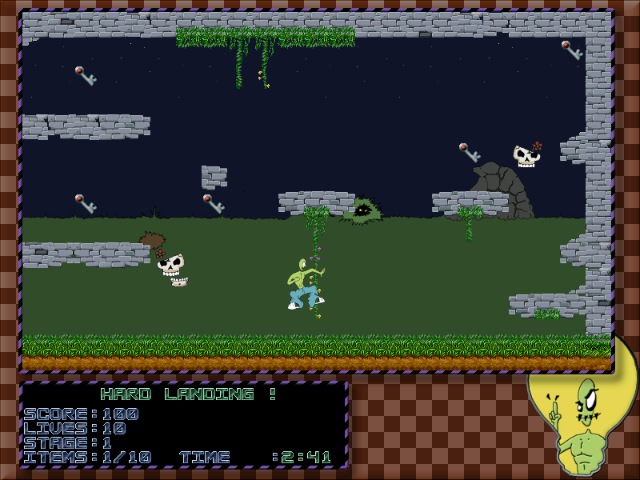 HARD LANDING !
SCORE:100
LIVES:10
STAGE:1
ITEMS:1/10 TIME :2:41